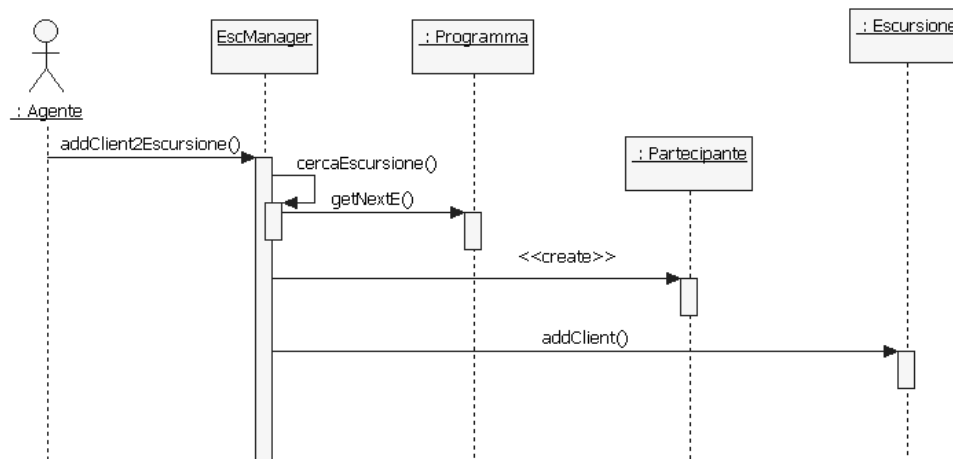 EscManager
: Programma
: Escursione
: Agente
addClient2Escursione()
cercaEscursione()
: Partecipante
getNextE()
<<create>>
addClient()